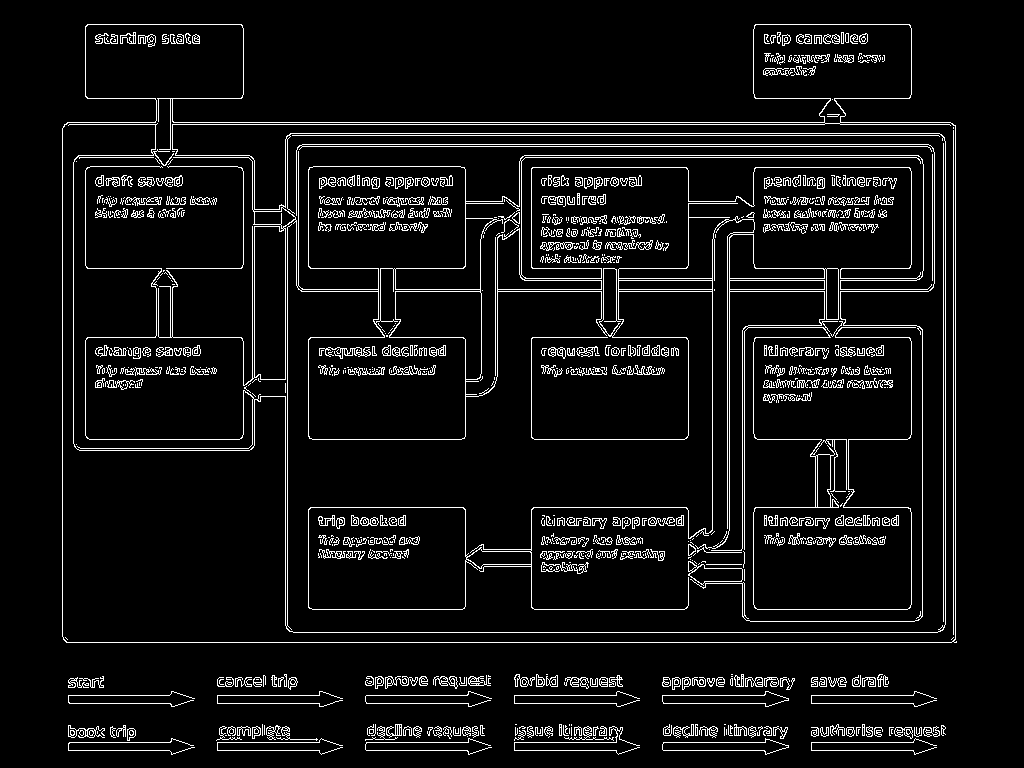 starting state
trip cancelled
Trip request has been
cancelled
draft saved
Trip request has been
saved as a draft
pending approval
Your travel request has
been submitted and will
be reviewed shortly
risk approval
required
Trip request approved.
Due to risk rating,
approval is required by
risk authoriser
pending itinerary
Your travel request has
been submitted and is
pending an itinerary
change saved
Trip request has been
changed
request declined
Trip request declined
request forbidden
Trip request forbidden
itinerary issued
Trip itinerary has been
submitted and requires
approval
trip booked
Trip approved and
itinerary booked
itinerary approved
Itinerary has been
approved and pending
booking!
itinerary declined
Trip itinerary declined
start
cancel trip
approve request
forbid request
approve itinerary
save draft
book trip
complete
decline request
issue itinerary
decline itinerary
authorise request